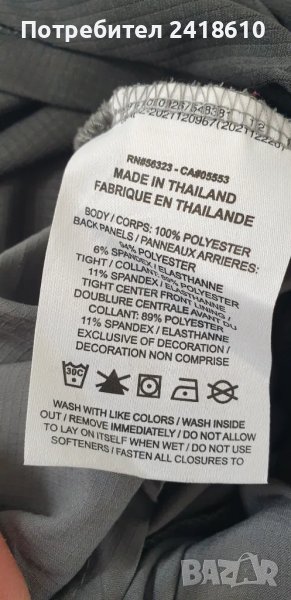 Потребител 2418610
RN#56323 - CA#05553
MADE IN THAILAND
FABRIQUE EN THAILANDE
BODY / CORPS: 100% POLYESTER
BACK PANELS / PANNEAUX ARRIERES:
94% POLYESTER
6% SPANDEX / ELASTHANNE
TIGHT / COLLANT: 89% POLYESTER
11% SPANDEX / ELASTHANNE
TIGHT CENTER FRONT LINING /
DOUBLURE CENTRALE AVANT DU
COLLANT: 89% POLYESTER
11% SPANDEX / ELASTHANNE
EXCLUSIVE OF DECORATION /
DECORATION NON COMPRISE
30C
WASH WITH LIKE COLORS / WASH INSIDE
OUT / REMOVE IMMEDIATELY / DO NOT ALLOW
TO LAY ON ITSELF WHEN WET / DO NOT USE
SOFTENERS / FASTEN ALL CLOSURES TO
BAZAR